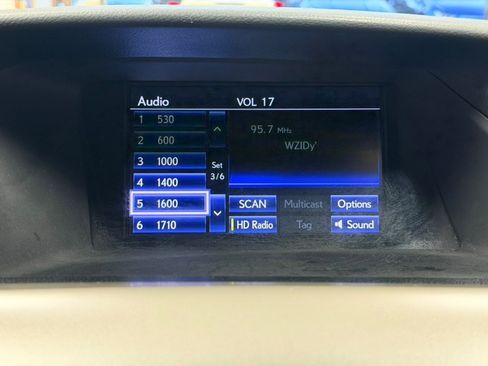 Audio VOL 17
1 530
2 600
3 1000
4 1400
5 1600
6 1710
Set
3/6
95.7 MHz
WZIDy'
SCAN Multicast Options
HD Radio Tag Sound